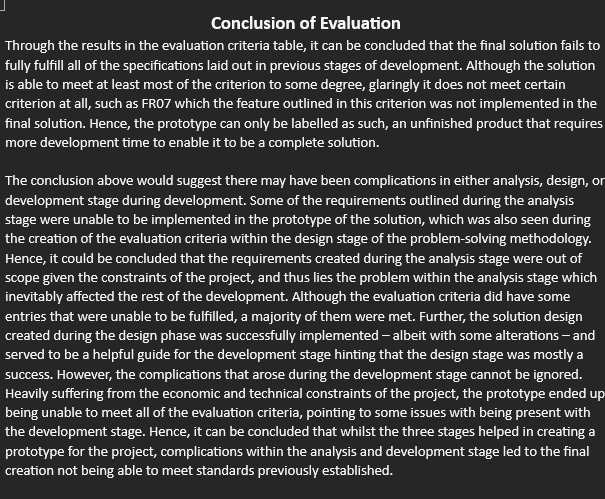 Conclusion of Evaluation
Through the results in the evaluation criteria table, it can be concluded that the final solution fails to
fully fulfill all of the specifications laid out in previous stages of development. Although the solution
is able to meet at least most of the criterion to some degree, glaringly it does not meet certain
criterion at all, such as FR07 which the feature outlined in this criterion was not implemented in the
final solution. Hence, the prototype can only be labelled as such, an unfinished product that requires
more development time to enable it to be a complete solution.
The conclusion above would suggest there may have been complications in either analysis, design, or
development stage during development. Some of the requirements outlined during the analysis
stage were unable to be implemented in the prototype of the solution, which was also seen during
the creation of the evaluation criteria within the design stage of the problem-solving methodology.
Hence, it could be concluded that the requirements created during the analysis stage were out of
scope given the constraints of the project, and thus lies the problem within the analysis stage which
inevitably affected the rest of the development. Although the evaluation criteria did have some
entries that were unable to be fulfilled, a majority of them were met. Further, the solution design
created during the design phase was successfully implemented – albeit with some alterations – and
served to be a helpful guide for the development stage hinting that the design stage was mostly a
success. However, the complications that arose during the development stage cannot be ignored.
Heavily suffering from the economic and technical constraints of the project, the prototype ended up
being unable to meet all of the evaluation criteria, pointing to some issues with being present with
the development stage. Hence, it can be concluded that whilst the three stages helped in creating a
prototype for the project, complications within the analysis and development stage led to the final
creation not being able to meet standards previously established.